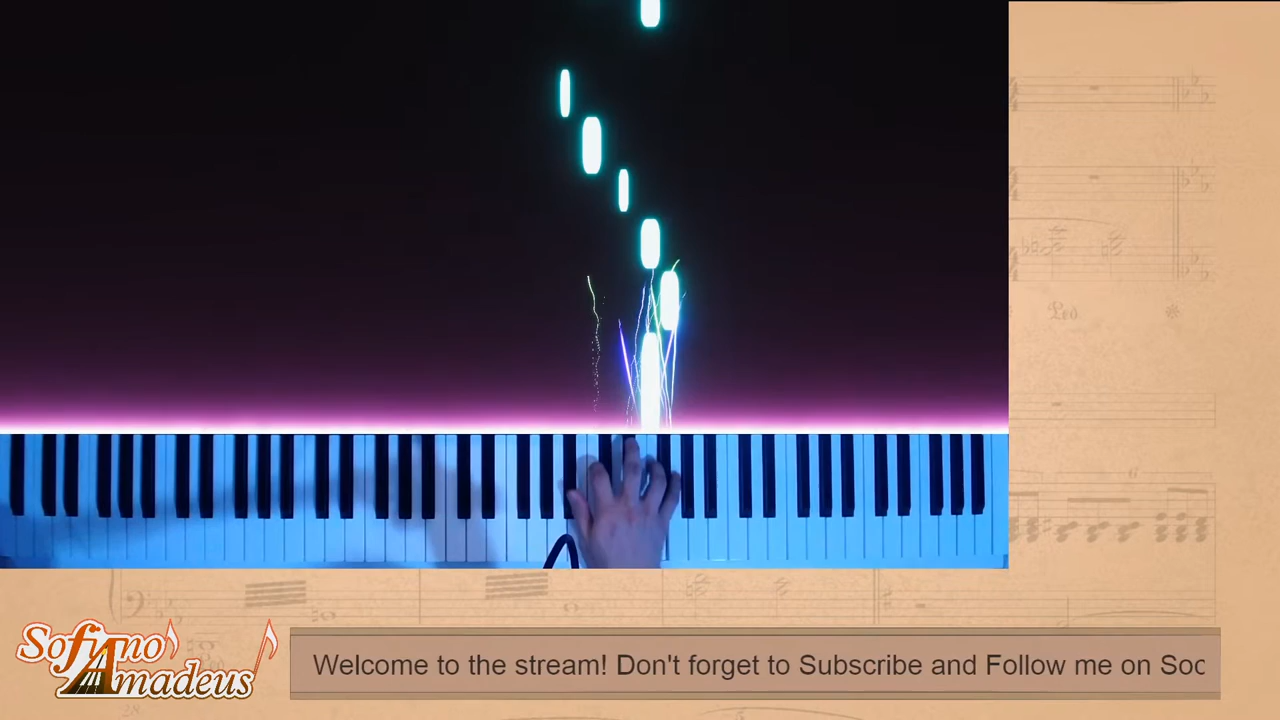 Sofiano
Amadeus
Welcome to the stream! Don't forget to Subscribe and Follow me on Soc